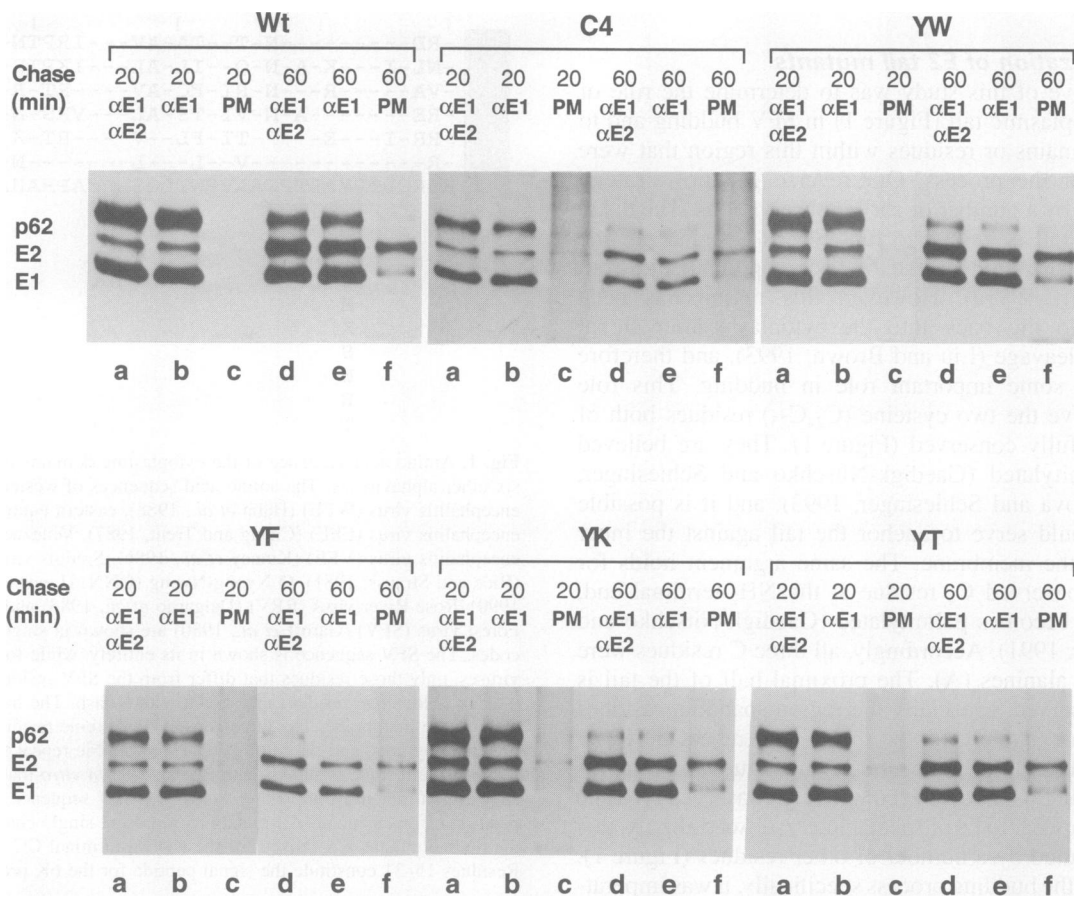 Wt C4 YW
Chase 20 20 20 60 60 60 20 20 20 60 60 60 20 20 20 60 60 60
(min) αE1 αE1 PM αE1 αE1 PM αE1 αE1 PM αE1 αE1 PM αE1 αE1 PM αE1 αE1 PM
αE2 αE2 αE2 αE2 αE2 αE2
p62
E2
E1
a b c d e f a b c d e f a b c d e f
YF YK YT
Chase 20 20 20 60 60 60 20 20 20 60 60 60 20 20 20 60 60 60
(min) αE1 αE1 PM αE1 αE1 PM αE1 αE1 PM αE1 αE1 PM αE1 αE1 PM αE1 αE1 PM
αE2 αE2 αE2 αE2 αE2 αE2
p62
E2
E1
a b c d e f a b c d e f a b c d e f